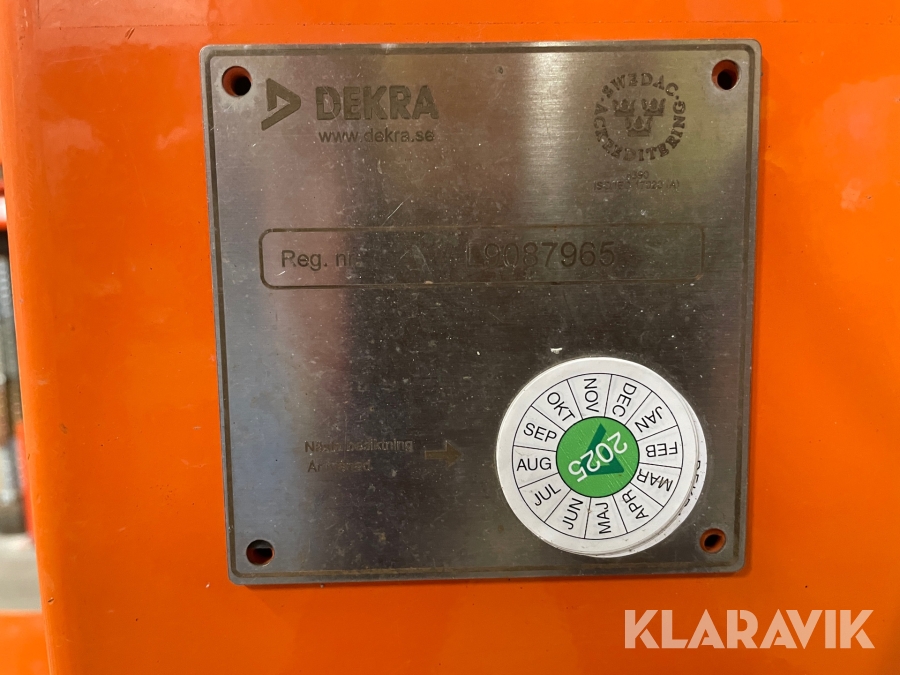 DEKRA
www.dekra.se
SWEDAC
ACKREDITERING
Reg. nr
L9087965
Nästa besiktning
OKT NOV DEC JAN FEB MAR APR MAJ JUN JUL AUG SEP
2025
KLARAVIK